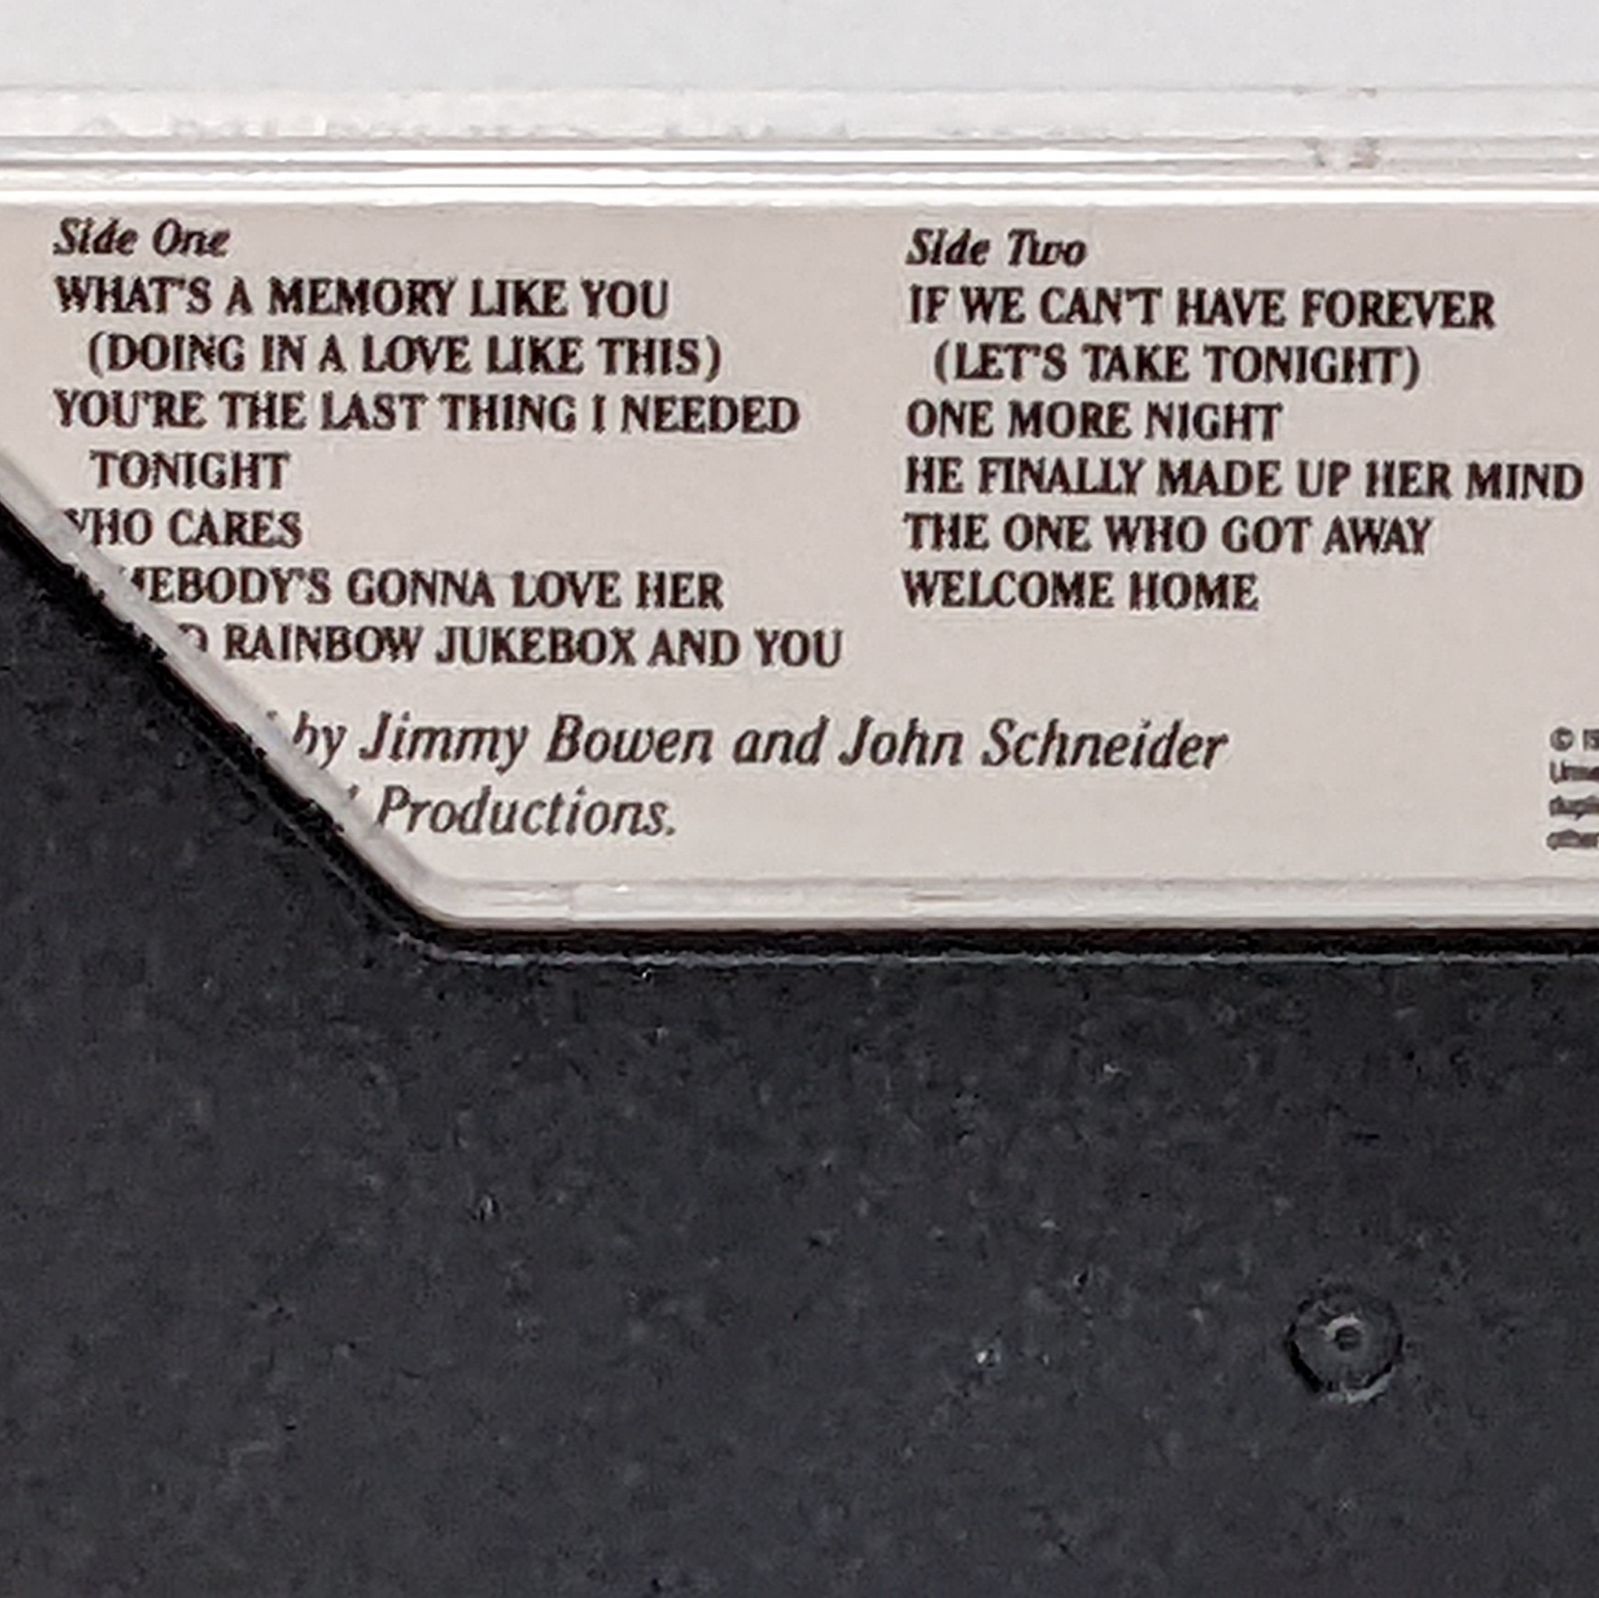 Side One
WHAT'S A MEMORY LIKE YOU
(DOING IN A LOVE LIKE THIS)
YOU'RE THE LAST THING I NEEDED
TONIGHT
WHO CARES
GONNA LOVE HER
RAINBOW JUKEBOX AND YOU
by Jimmy Bowen and John Schneider
Productions.
Side Two
IF WE CAN'T HAVE FOREVER
(LET'S TAKE TONIGHT)
ONE MORE NIGHT
HE FINALLY MADE UP HER MIND
THE ONE WHO GOT AWAY
WELCOME HOME
©